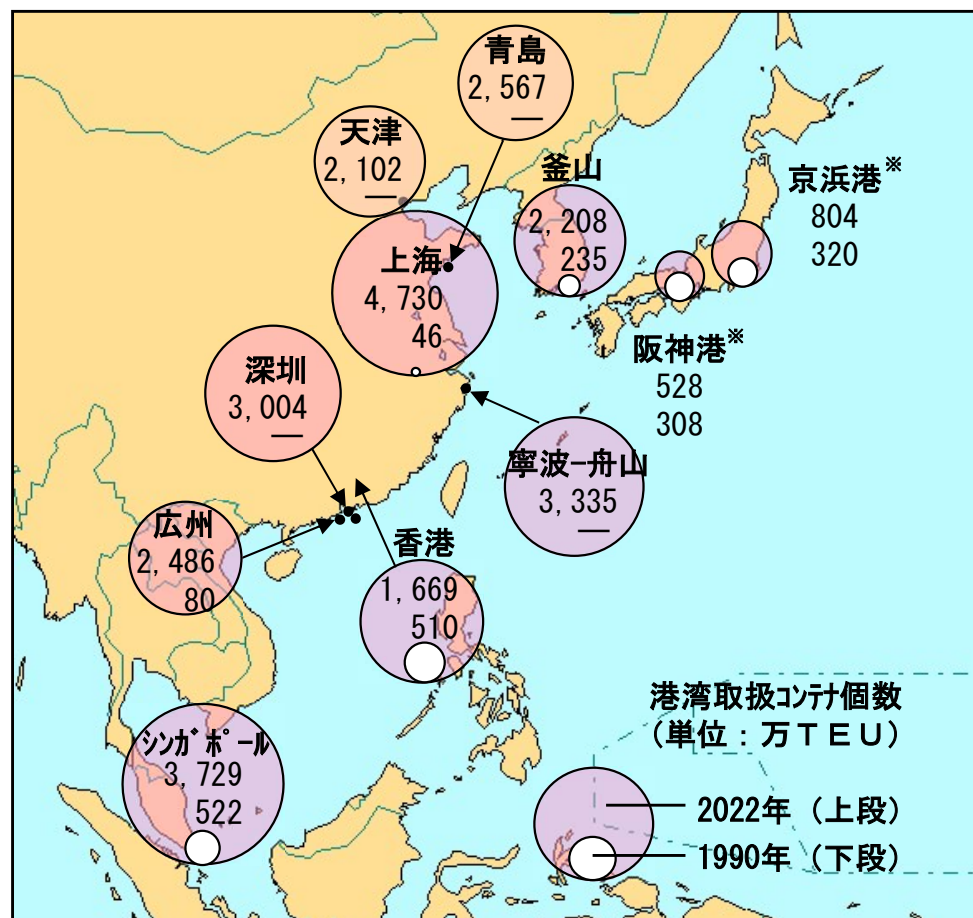 青島
2,567
―
天津
2,102
―
釜山
2,208
235
京浜港※
804
320
上海
4,730
46
阪神港※
528
308
深圳
3,004
―
寧波-舟山
3,335
―
広州
2,486
80
香港
1,669
510
シンガポール
3,729
522
港湾取扱コンテナ個数
(単位:万TEU)
2022年(上段)
1990年(下段)